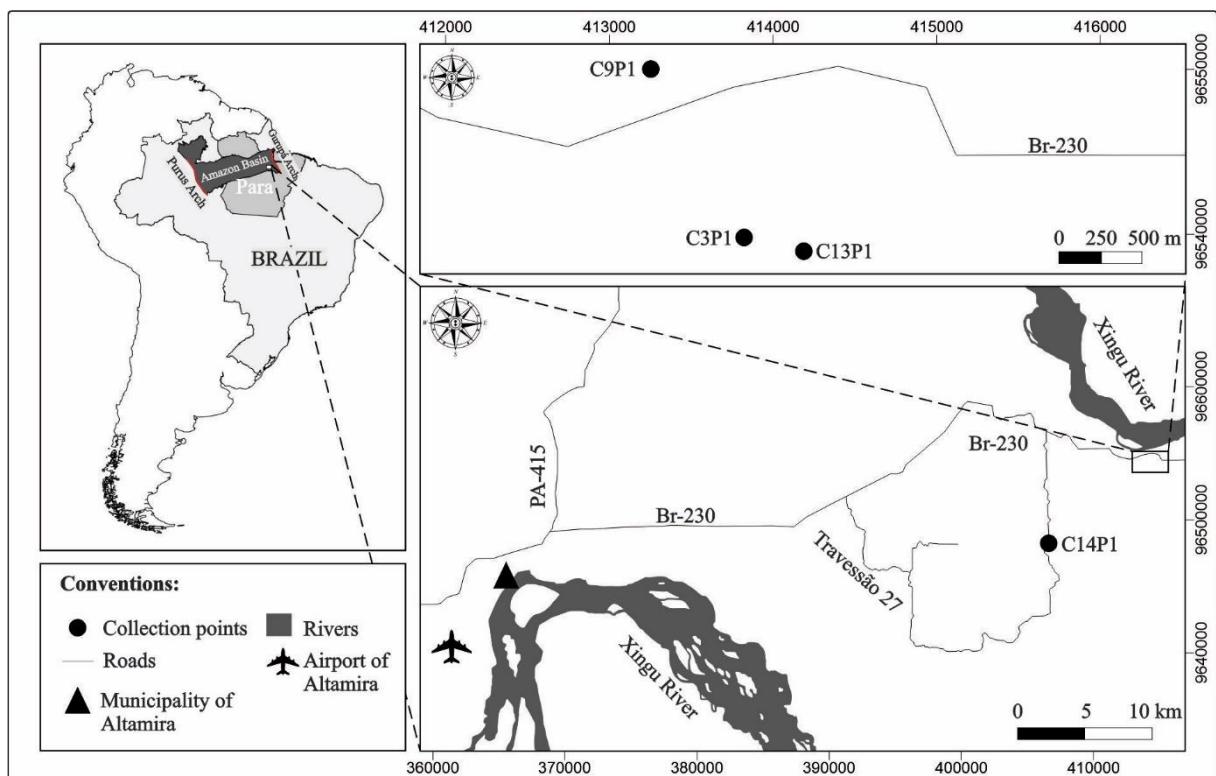 412000 413000 414000 415000 416000
N
W E
S
C9P1
Br-230
C3P1
C13P1
0 250 500 m
9655000
9654000
Purus Arch
Amazon Basin
Gurupá Arch
Para
BRAZIL
N
W E
S
Xingu River
PA-415
Br-230
Br-230
Travessão 27
C14P1
Xingu River
0 5 10 km
9660000
9650000
9640000
360000 370000 380000 390000 400000 410000
Conventions:
Collection points
Rivers
Roads
Airport of
Altamira
Municipality of
Altamira